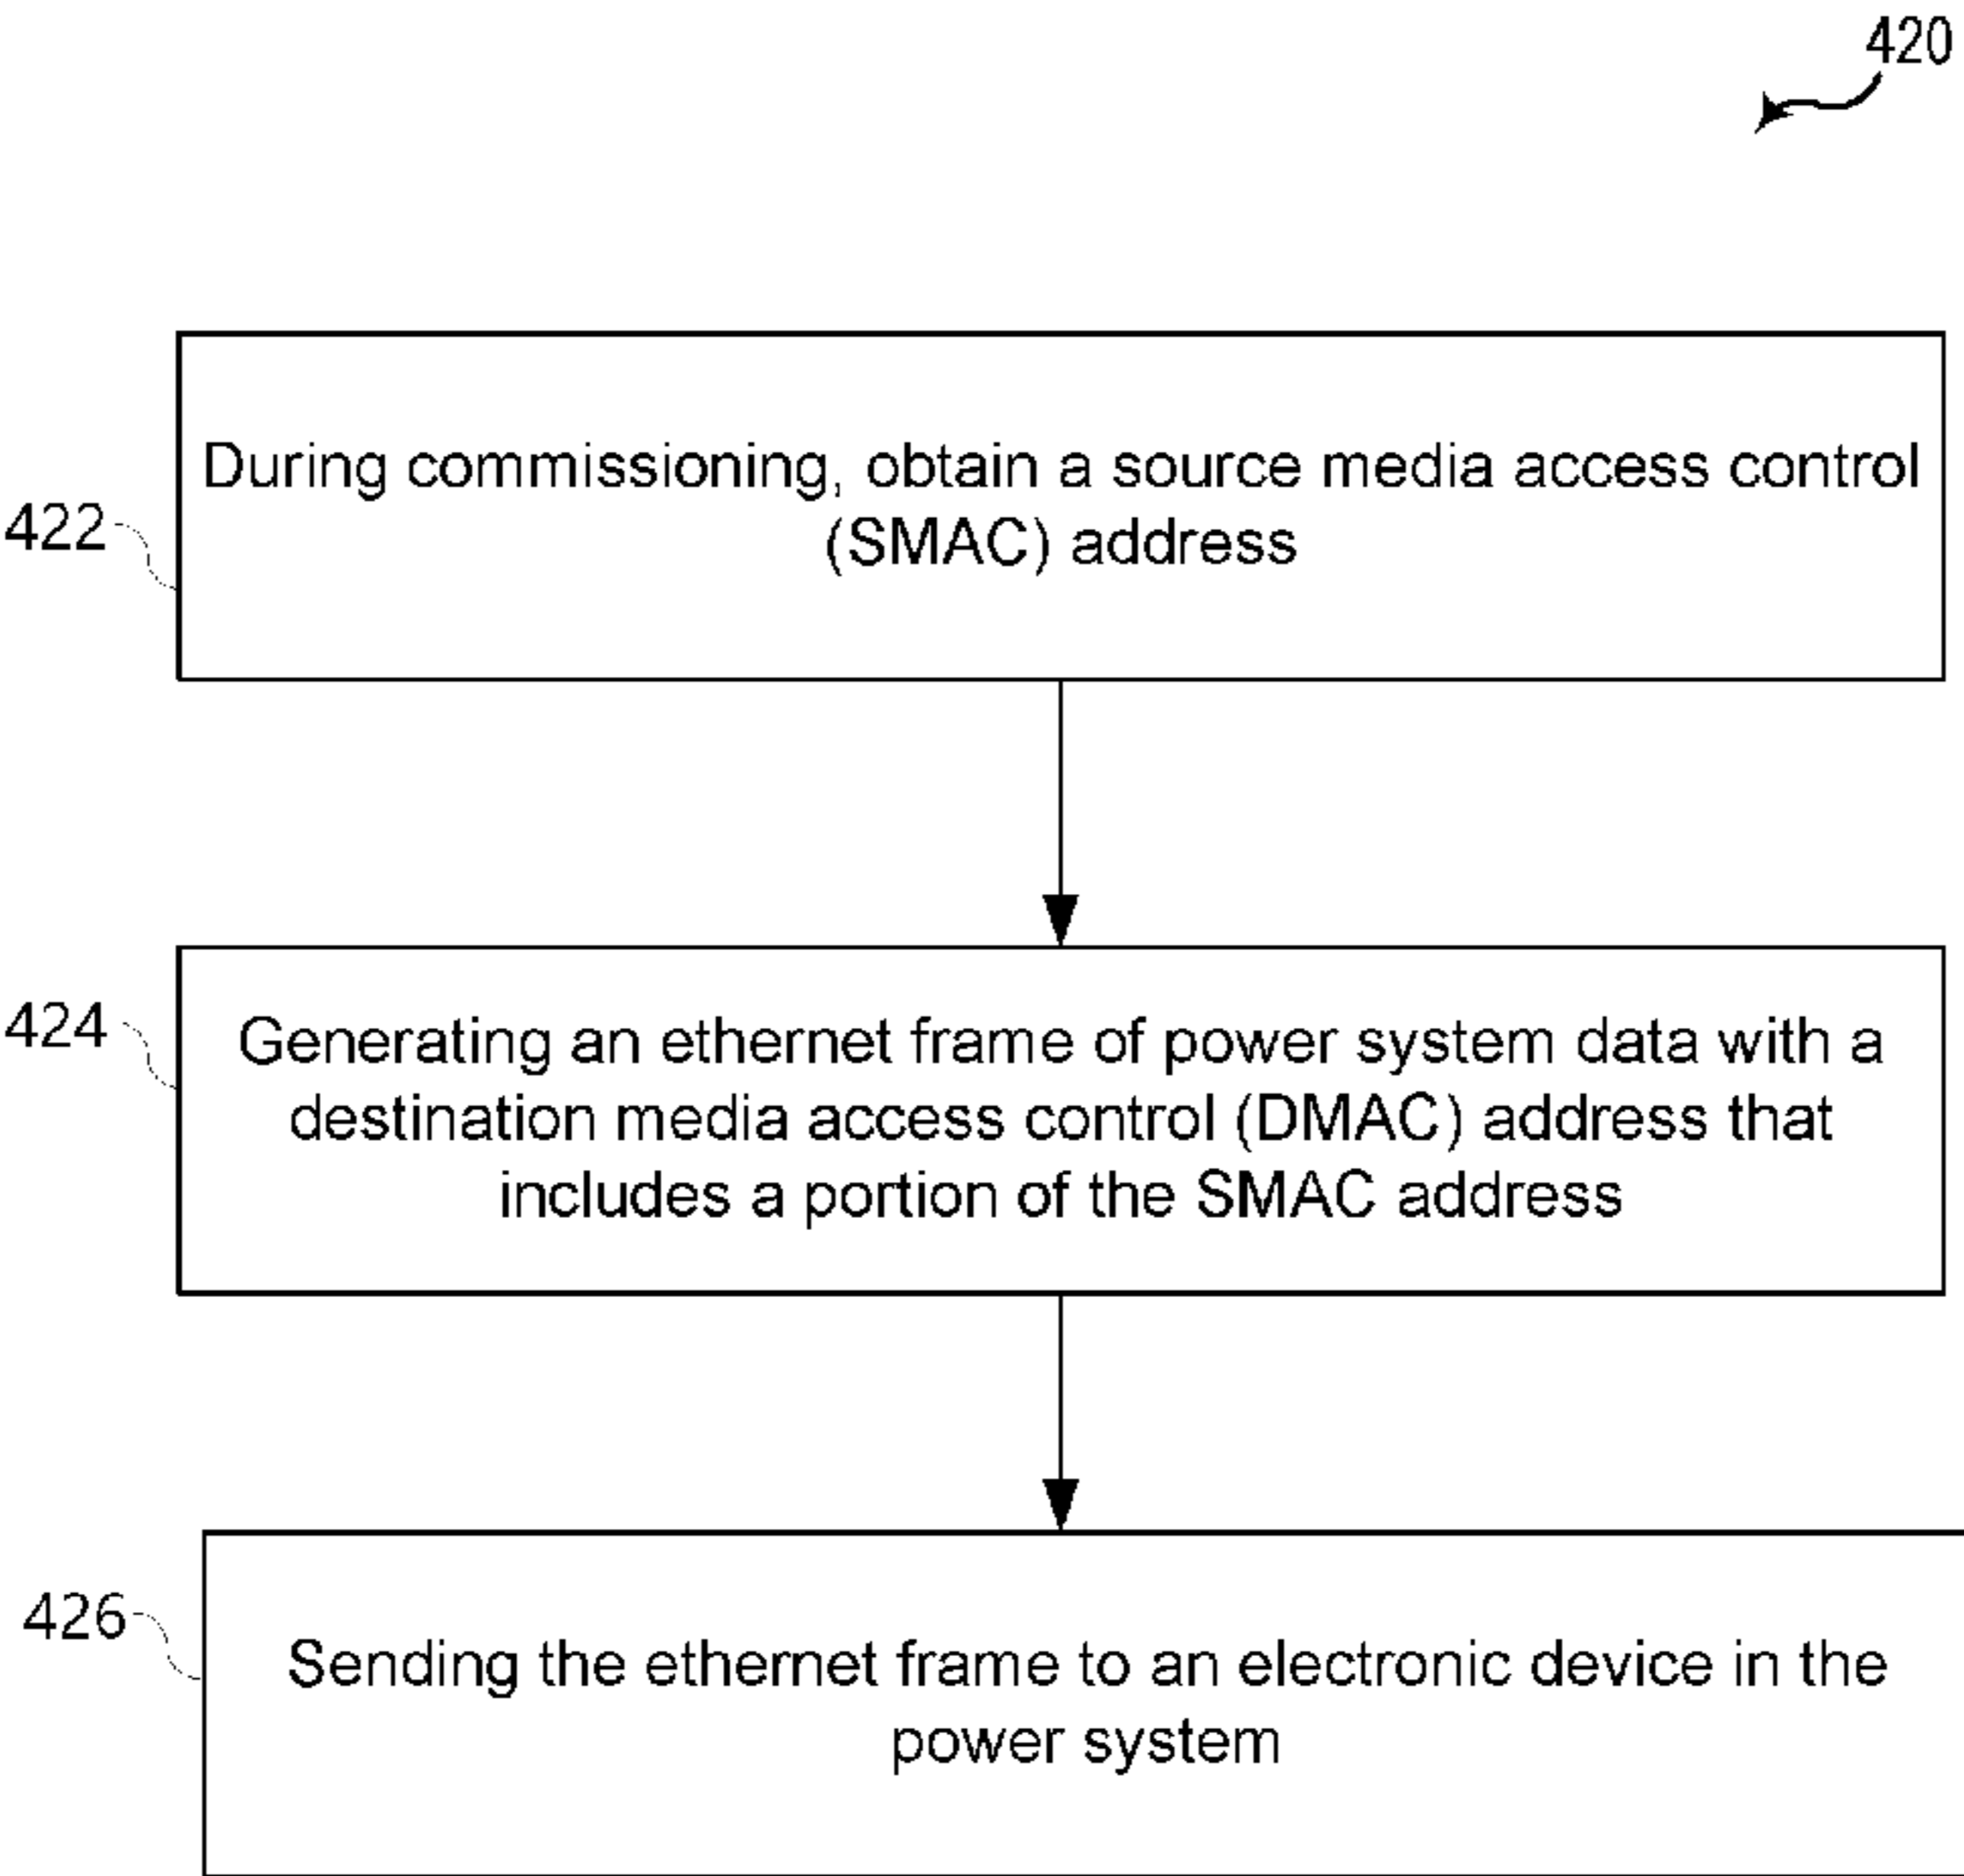 420
422
During commissioning, obtain a source media access control
(SMAC) address
424
Generating an ethernet frame of power system data with a
destination media access control (DMAC) address that
includes a portion of the SMAC address
426
Sending the ethernet frame to an electronic device in the
power system